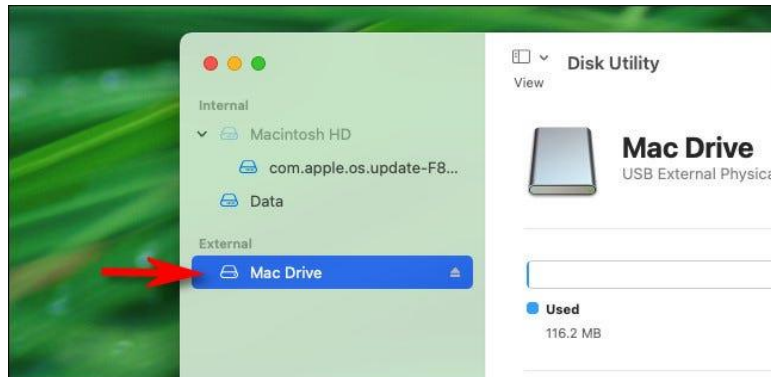 Internal
Macintosh HD
com.apple.os.update-F8...
Data
External
Mac Drive
Disk Utility
View
Mac Drive
USB External Physica
Used
116.2 MB